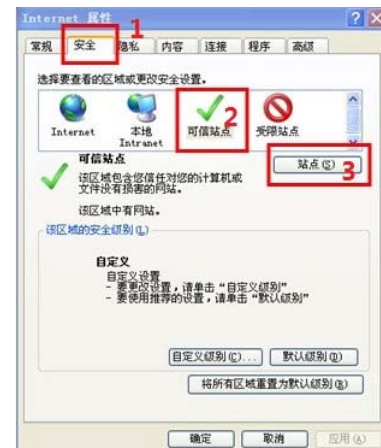 Internet 属性
1
常规 安全 隐私 内容 连接 程序 高级
选择要查看的区域或更改安全设置。
2
Internet 本地 Intranet 可信站点 受限站点
可信站点
站点(S)
3
该区域包含您信任对您的计算机或
文件没有损害的网站。
该区域中有网站。
该区域的安全级别(L)
自定义
自定义设置
- 要更改设置，请单击“自定义级别”
- 要使用推荐的设置，请单击“默认级别”
自定义级别(C)... 默认级别(D)
将所有区域重置为默认级别(R)
确定 取消 应用(A)